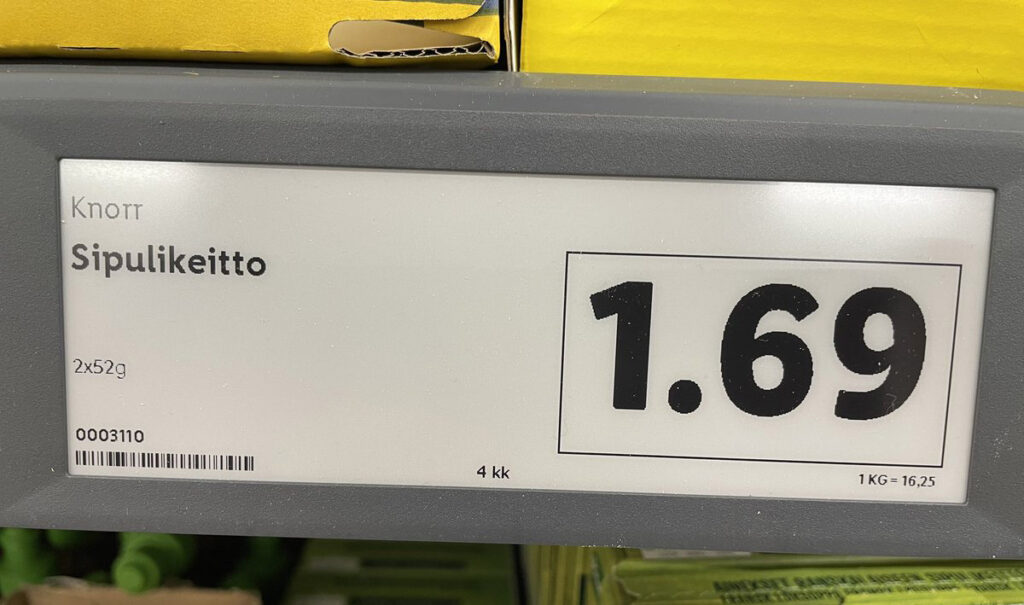 Knorr
Sipulikeitto
1.69
2x52g
0003110
4 kk
1 KG = 16,25